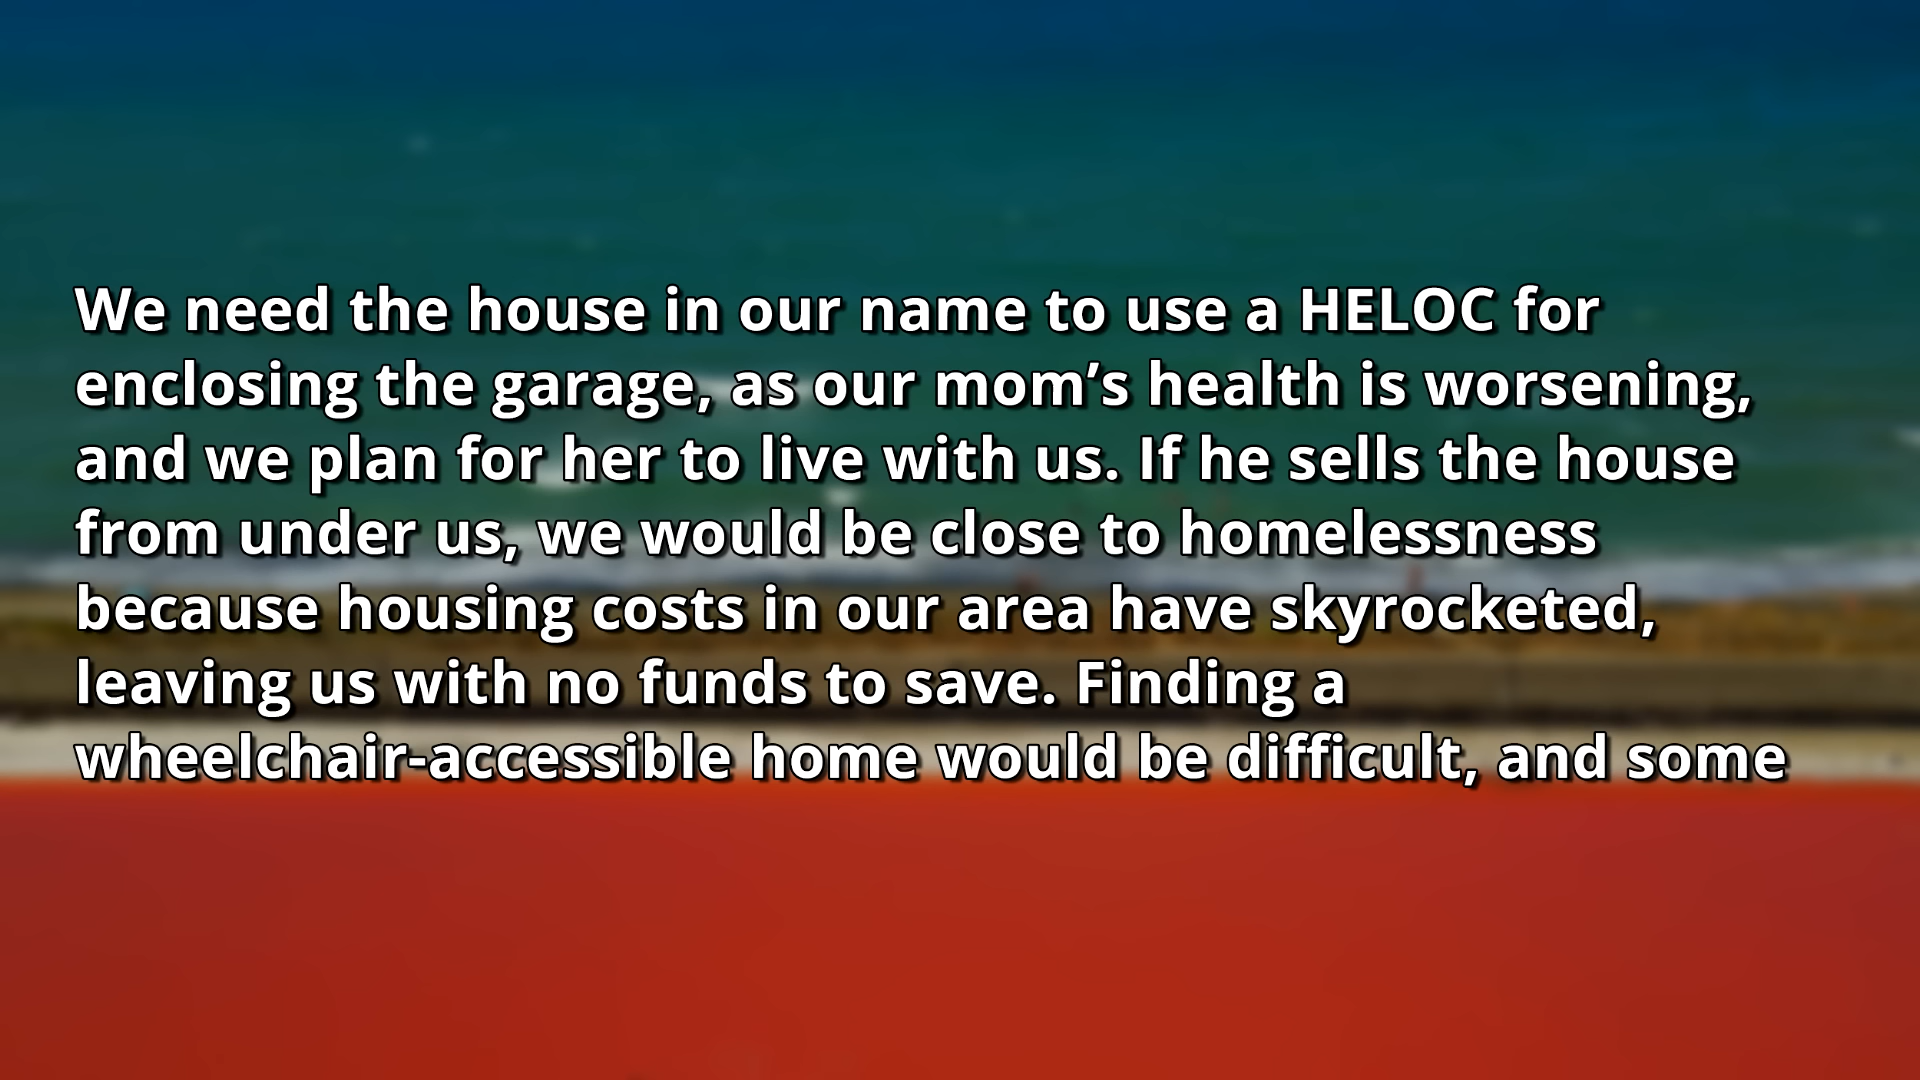 We need the house in our name to use a HELOC for
enclosing the garage, as our mom’s health is worsening,
and we plan for her to live with us. If he sells the house
from under us, we would be close to homelessness
because housing costs in our area have skyrocketed,
leaving us with no funds to save. Finding a
wheelchair-accessible home would be difficult, and some